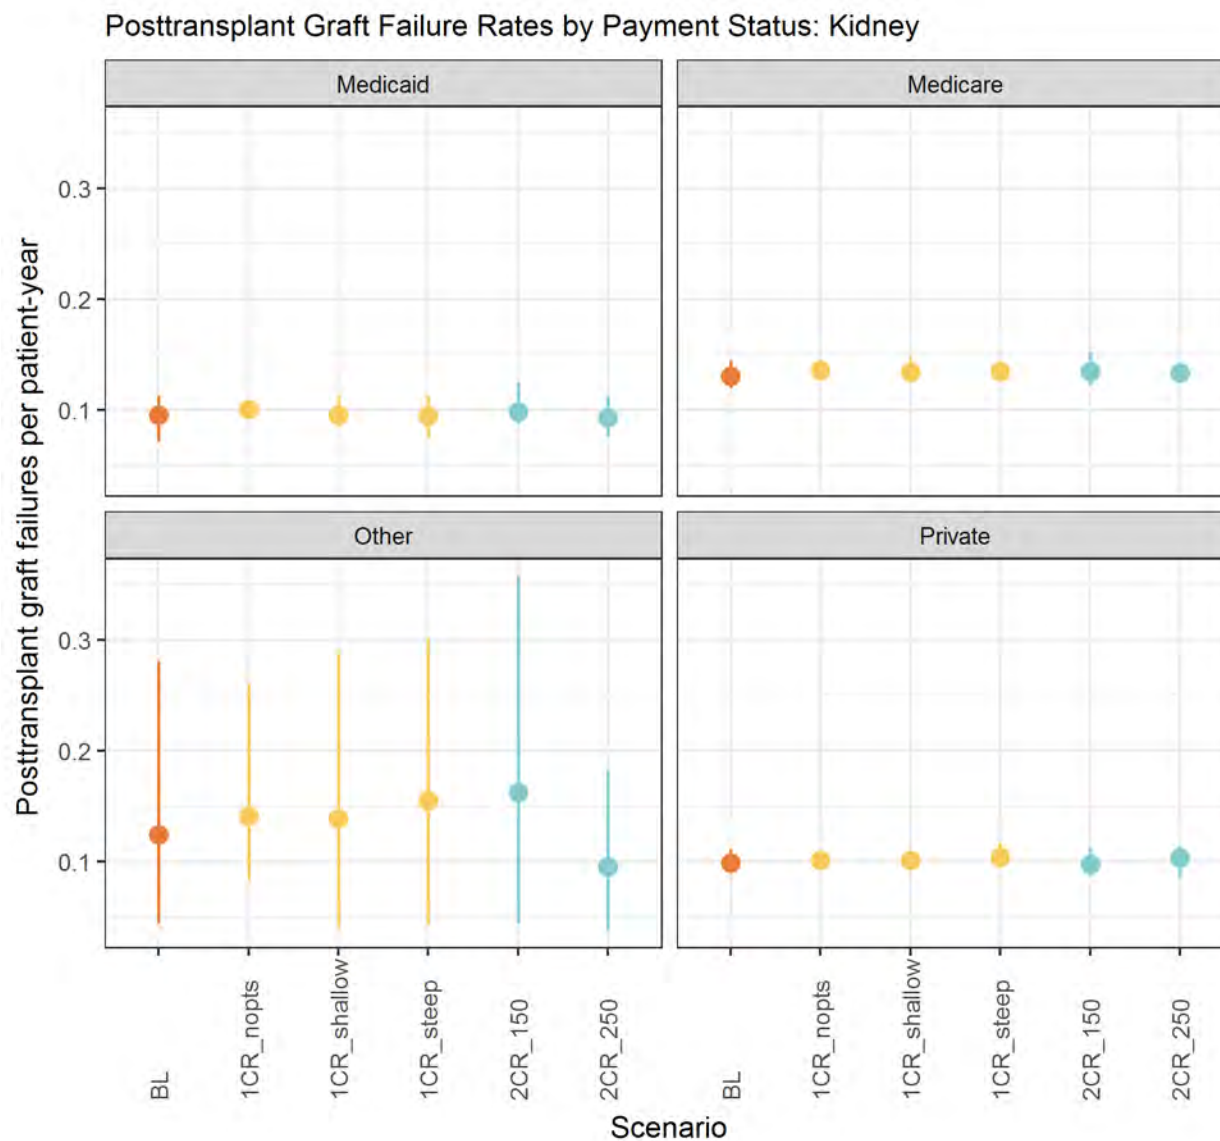 Posttransplant Graft Failure Rates by Payment Status: Kidney
Medicaid
Medicare
0.3
0.2
0.1
Other
Private
0.3
0.2
0.1
Posttransplant graft failures per patient-year
BL
1CR_nopts
1CR_shallow
1CR_steep
2CR_150
2CR_250
BL
1CR_nopts
1CR_shallow
1CR_steep
2CR_150
2CR_250
Scenario